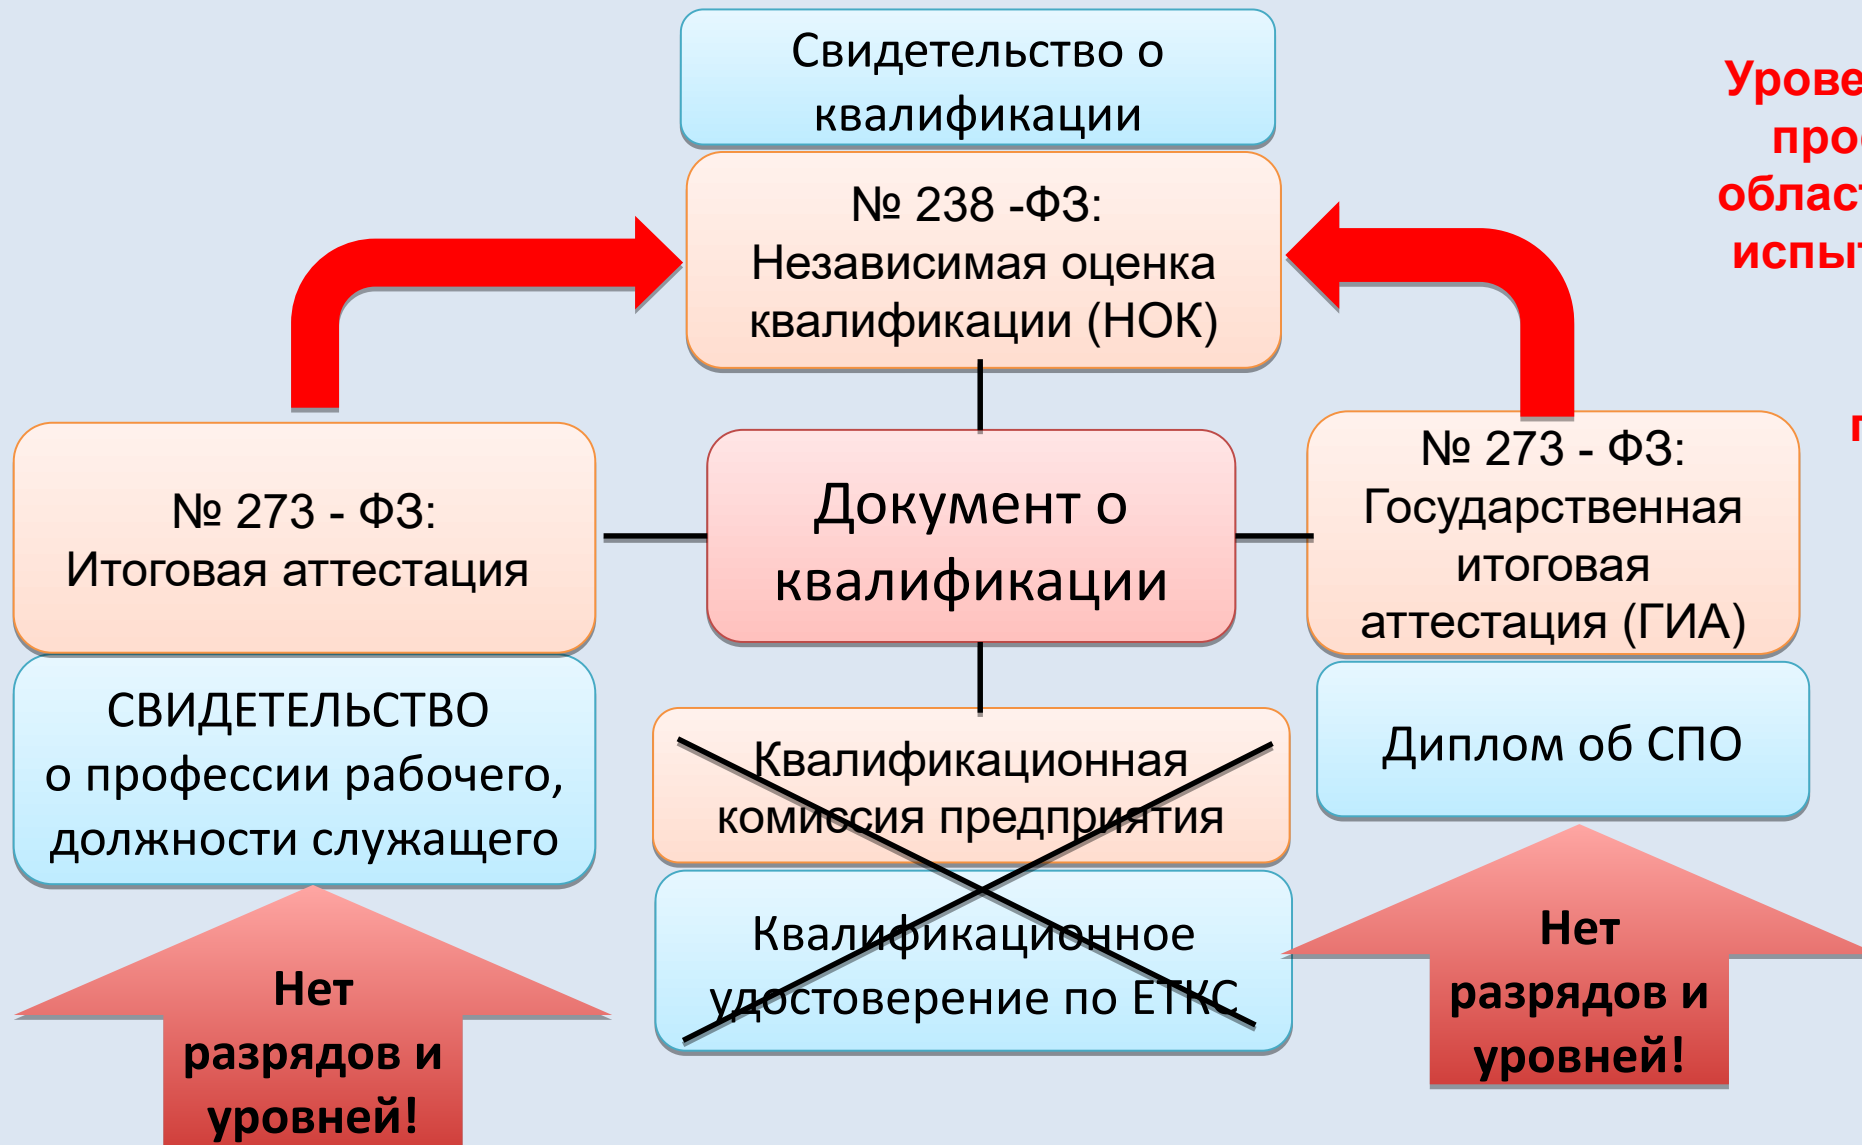 Свидетельство о
квалификации
№ 238 -ФЗ:
Независимая оценка
квалификации (НОК)
№ 273 - ФЗ:
Итоговая аттестация
СВИДЕТЕЛЬСТВО
о профессии рабочего,
должности служащего
Нет
разрядов и
уровней!
Документ о
квалификации
Квалификационная
комиссия предприятия
Квалификационное
удостоверение по ЕТКС
№ 273 - ФЗ:
Государственная
итоговая
аттестация (ГИА)
Диплом об СПО
Нет
разрядов и
уровней!